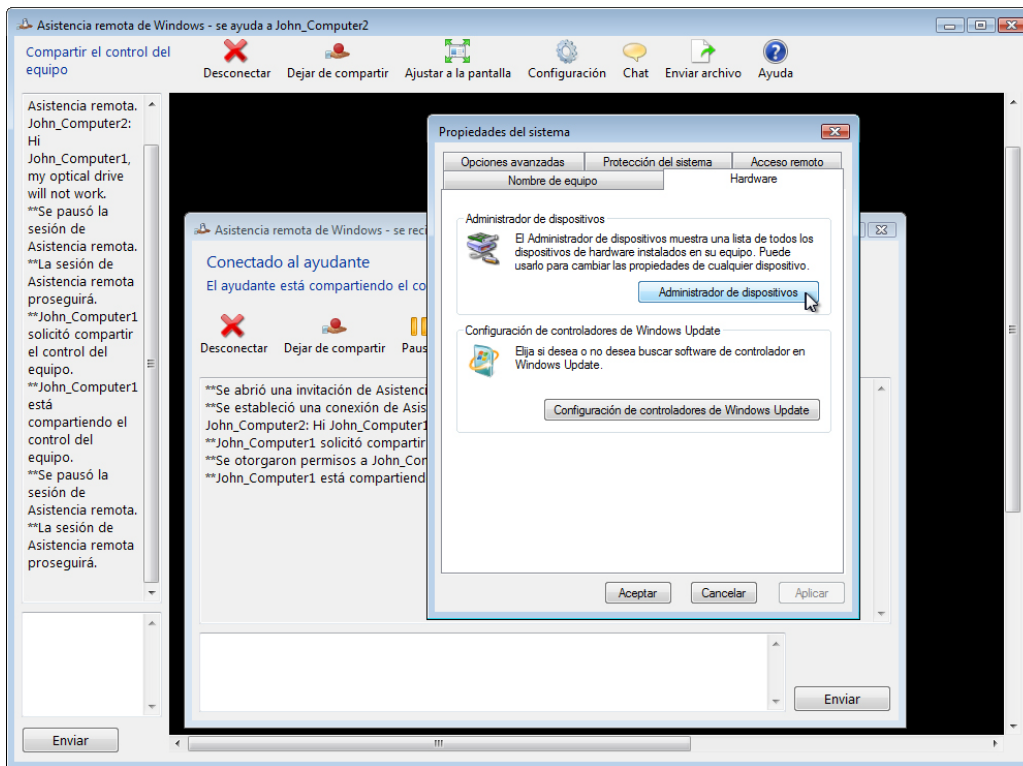 Asistencia remota de Windows - se ayuda a John_Computer2
Compartir el control del
equipo
Desconectar
Dejar de compartir
Ajustar a la pantalla
Configuración
Chat
Enviar archivo
Ayuda
Asistencia remota.
John_Computer2:
Hi
John_Computer1,
my optical drive
will not work.
**Se pausó la
sesión de
Asistencia remota.
**La sesión de
Asistencia remota
proseguirá.
**John_Computer1
solicitó compartir
el control del
equipo.
**John_Computer1
está
compartiendo el
control del
equipo.
**Se pausó la
sesión de
Asistencia remota.
**La sesión de
Asistencia remota
proseguirá.
Enviar
Asistencia remota de Windows - se reci
Conectado al ayudante
El ayudante está compartiendo el co
Desconectar
Dejar de compartir
Paus
**Se abrió una invitación de Asistenci
**Se estableció una conexión de Asis
John_Computer2: Hi John_Computer1
**John_Computer1 solicitó compartir
**Se otorgaron permisos a John_Con
**John_Computer1 está compartiend
Enviar
Propiedades del sistema
Opciones avanzadas
Protección del sistema
Acceso remoto
Nombre de equipo
Hardware
Administrador de dispositivos
El Administrador de dispositivos muestra una lista de todos los
dispositivos de hardware instalados en su equipo. Puede
usarlo para cambiar las propiedades de cualquier dispositivo.
Administrador de dispositivos
Configuración de controladores de Windows Update
Elija si desea o no desea buscar software de controlador en
Windows Update.
Configuración de controladores de Windows Update
Aceptar
Cancelar
Aplicar